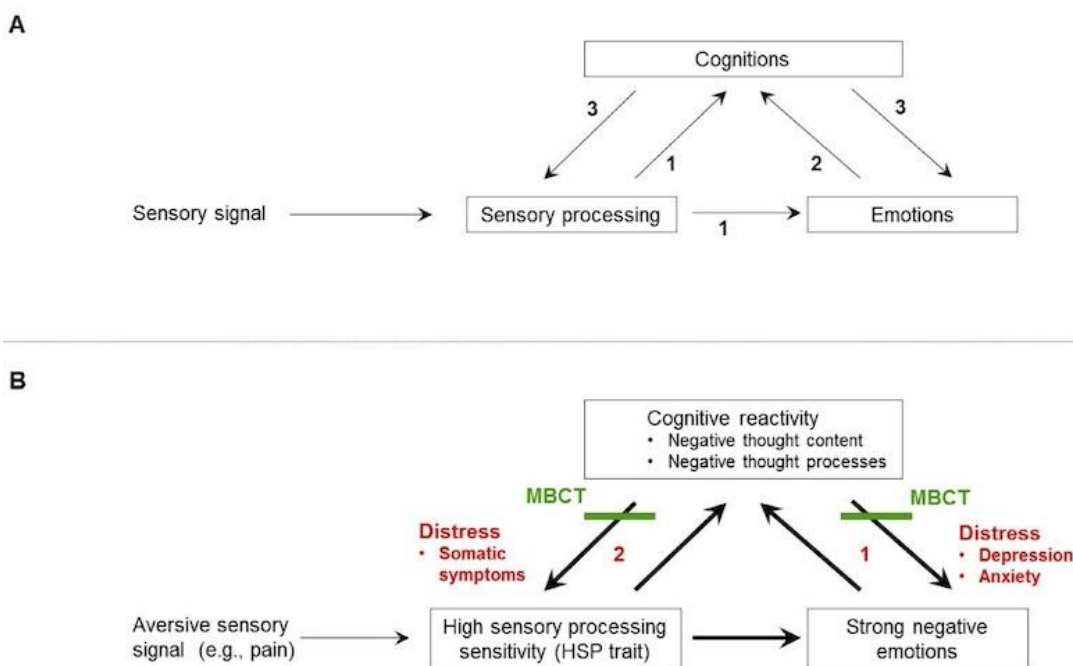 A
Cognitions
3
3
1
2
Sensory signal
Sensory processing
Emotions
1
B
Cognitive reactivity
• Negative thought content
• Negative thought processes
MBCT
MBCT
Distress
• Somatic
symptoms
2
1
Distress
• Depression
• Anxiety
Aversive sensory
signal (e.g., pain)
High sensory processing
sensitivity (HSP trait)
Strong negative
emotions